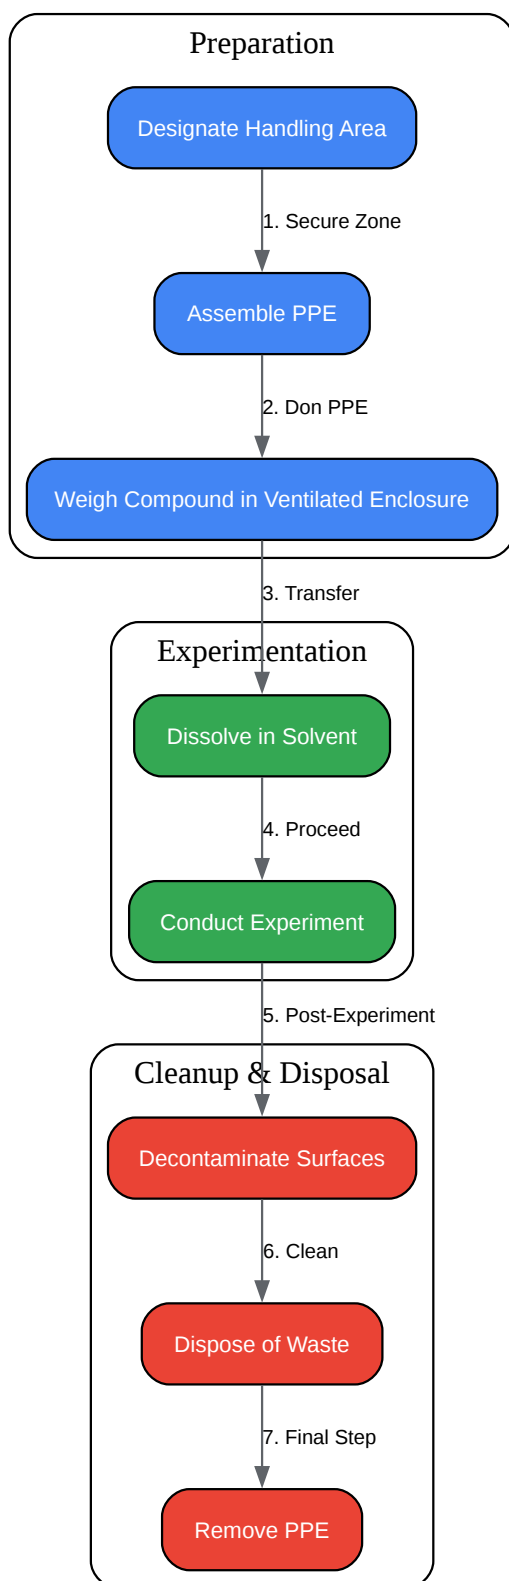 Preparation
Designate Handling Area
1. Secure Zone
Assemble PPE
2. Don PPE
Weigh Compound in Ventilated Enclosure
3. Transfer
Experimentation
Dissolve in Solvent
4. Proceed
Conduct Experiment
5. Post-Experiment
Cleanup & Disposal
Decontaminate Surfaces
6. Clean
Dispose of Waste
7. Final Step
Remove PPE